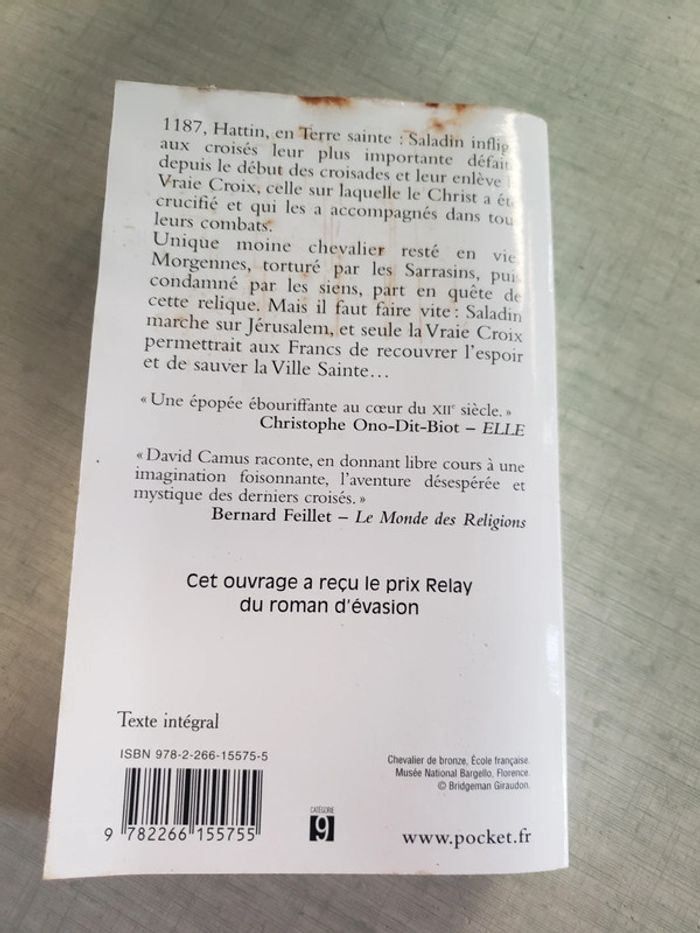 1187, Hattin, en Terre sainte : Saladin inflig
aux croisés leur plus importante défait
depuis le début des croisades et leur enlève
Vraie Croix, celle sur laquelle le Christ a ét
crucifié et qui les a accompagnés dans tou
leurs combats.
Unique moine chevalier resté en vie
Morgennes, torturé par les Sarrasins, puis
condamné par les siens, part en quête de
cette relique. Mais il faut faire vite : Saladin
marche sur Jérusalem, et seule la Vraie Croix
permettrait aux Francs de recouvrer l'espoir
et de sauver la Ville Sainte…
« Une épopée ébouriffante au cœur du XIIe siècle. »
Christophe Ono-Dit-Biot – ELLE
« David Camus raconte, en donnant libre cours à une
imagination foisonnante, l'aventure désespérée et
mystique des derniers croisés. »
Bernard Feillet – Le Monde des Religions
Cet ouvrage a reçu le prix Relay
du roman d'évasion
Texte intégral
ISBN 978-2-266-15575-5
9 782266 155755
CATÉGORIE
9
Chevalier de bronze, École française.
Musée National Bargello, Florence.
© Bridgeman Giraudon.
www.pocket.fr